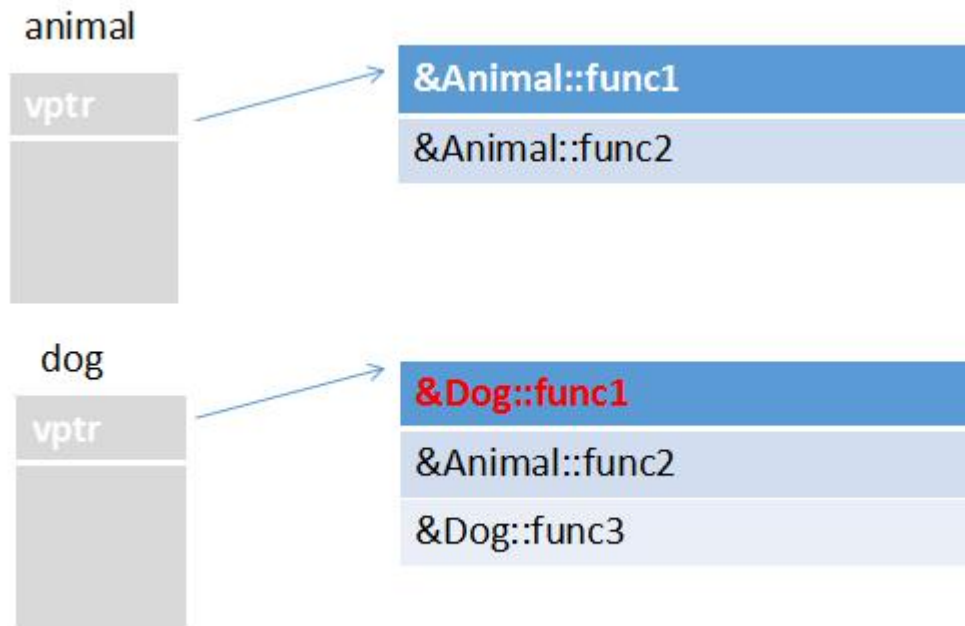 animal
vptr
&Animal::func1
&Animal::func2
dog
vptr
&Dog::func1
&Animal::func2
&Dog::func3